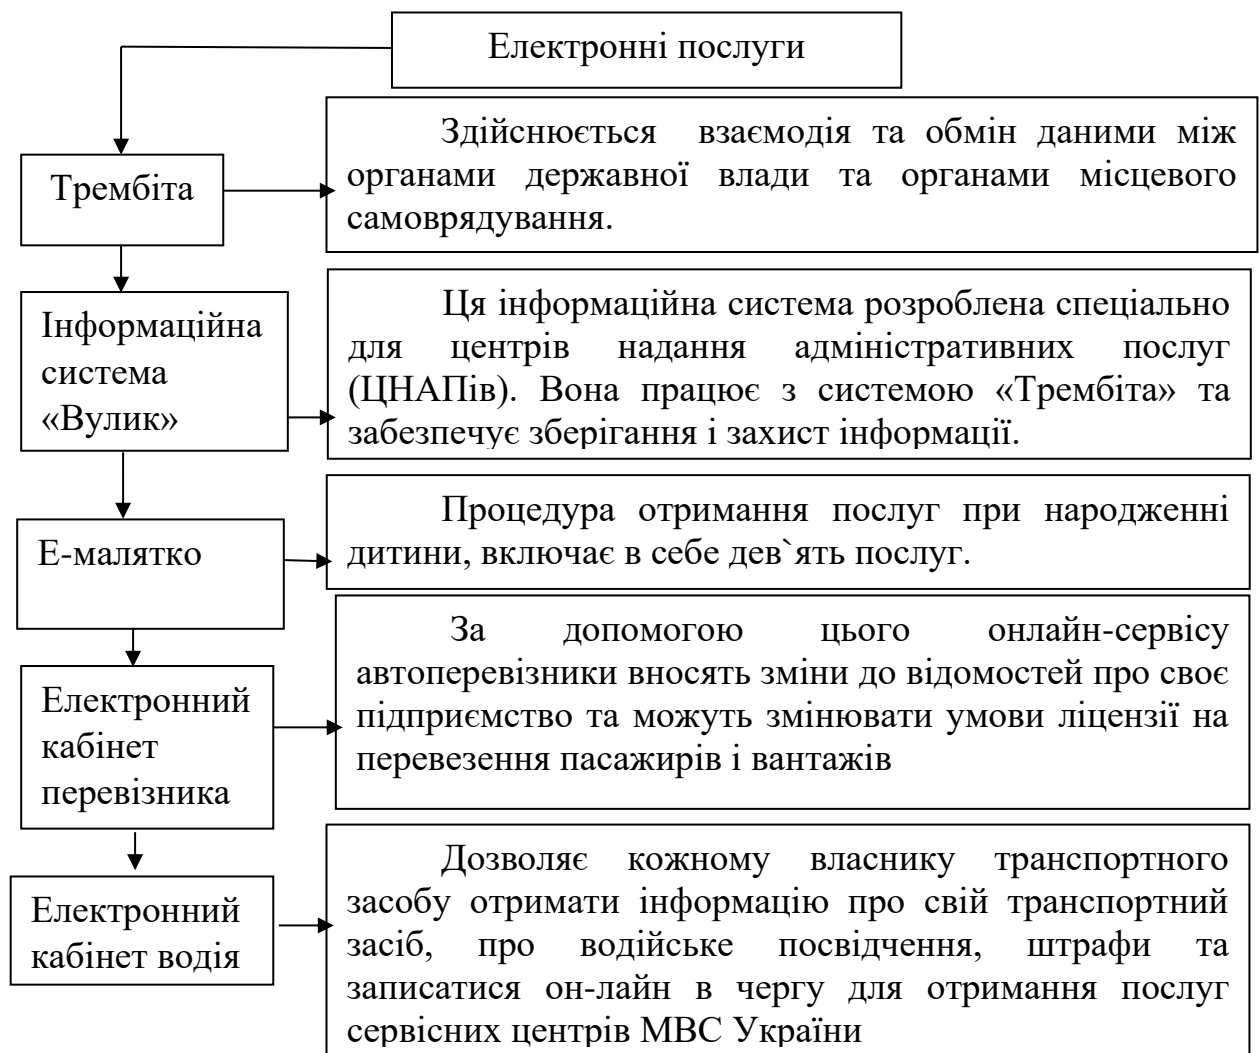 Електронні послуги
Здійснюється взаємодія та обмін даними між
органами державної влади та органами місцевого
самоврядування.
Трембіта
Ця інформаційна система розроблена спеціально
для центрів надання адміністративних послуг
(ЦНАПів). Вона працює з системою «Трембіта» та
забезпечує зберігання і захист інформації.
Інформаційна
система
«Вулик»
Процедура отримання послуг при народженні
дитини, включає в себе дев`ять послуг.
Е-малятко
За допомогою цього онлайн-сервісу
автоперевізники вносять зміни до відомостей про своє
підприємство та можуть змінювати умови ліцензії на
перевезення пасажирів і вантажів
Електронний
кабінет
перевізника
Дозволяє кожному власнику транспортного
засобу отримати інформацію про свій транспортний
засіб, про водійське посвідчення, штрафи та
записатися он-лайн в чергу для отримання послуг
сервісних центрів МВС України
Електронний
кабінет водія